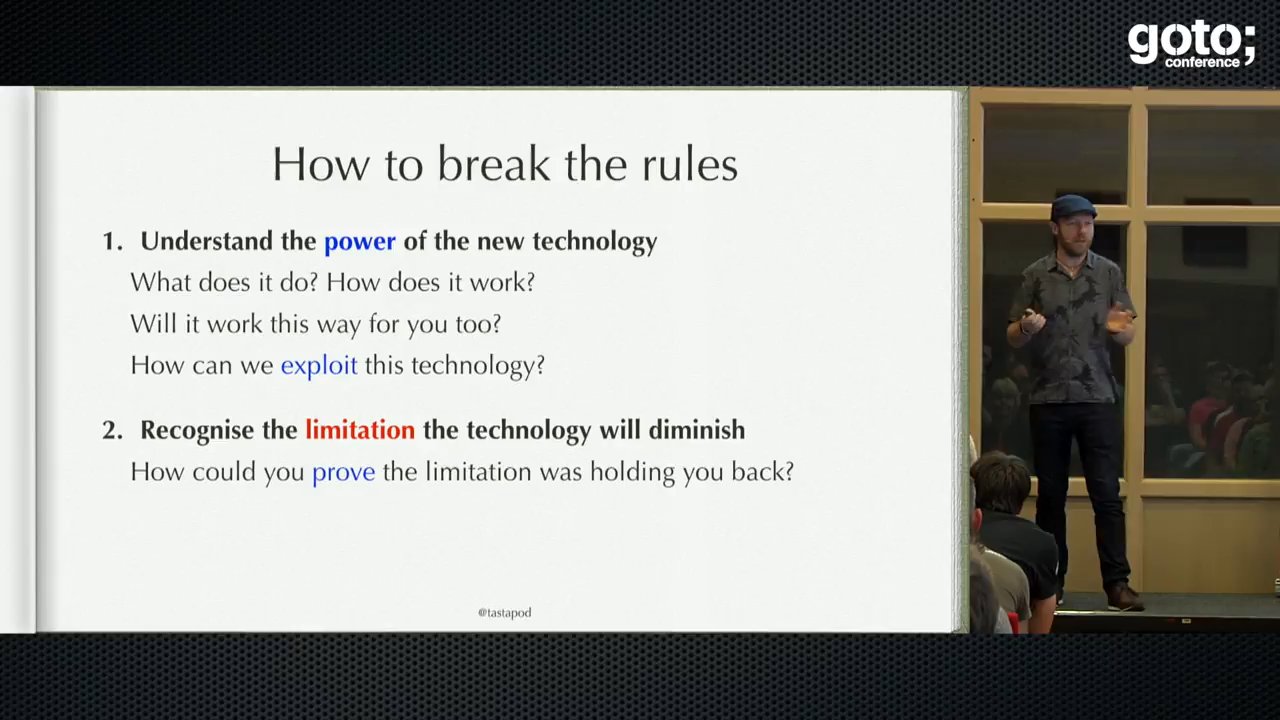 goto;
conference
How to break the rules
1. Understand the power of the new technology
What does it do? How does it work?
Will it work this way for you too?
How can we exploit this technology?
2. Recognise the limitation the technology will diminish
How could you prove the limitation was holding you back?
@tastapod